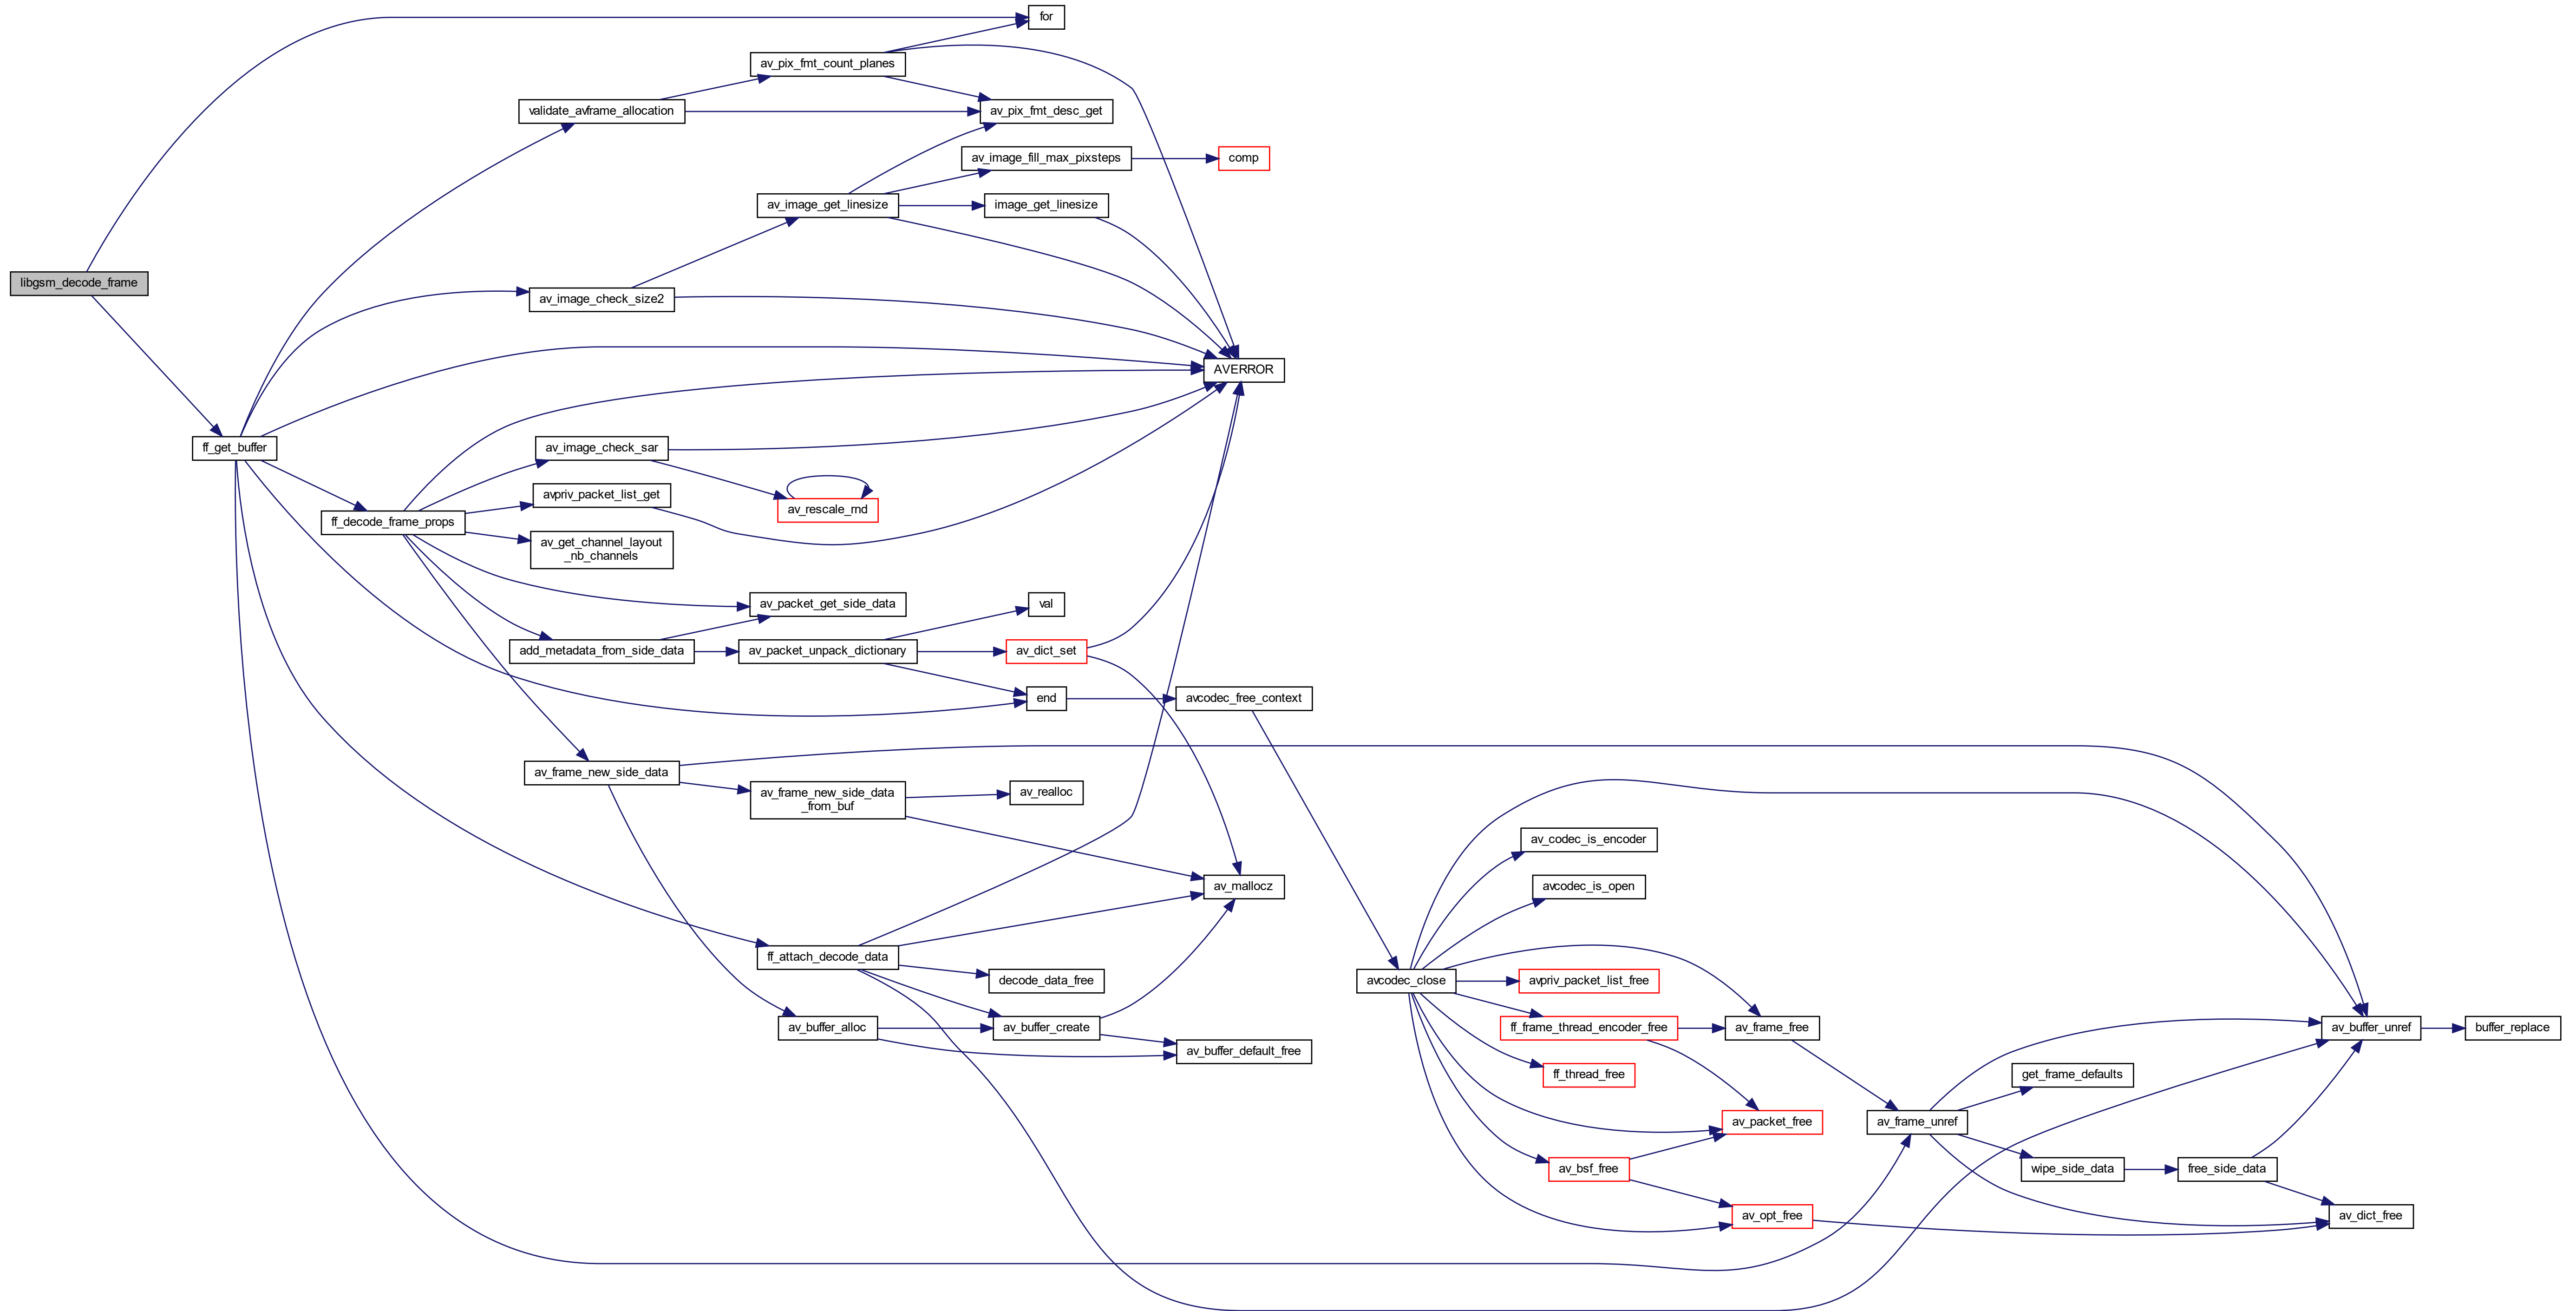 for
av_pix_fmt_count_planes
validate_avframe_allocation
av_pix_fmt_desc_get
av_image_fill_max_pixsteps
comp
av_image_get_linesize
image_get_linesize
libgsm_decode_frame
av_image_check_size2
AVERROR
ff_get_buffer
av_image_check_sar
avpriv_packet_list_get
av_rescale_rnd
ff_decode_frame_props
av_get_channel_layout
_nb_channels
av_packet_get_side_data
val
add_metadata_from_side_data
av_packet_unpack_dictionary
av_dict_set
end
avcodec_free_context
av_frame_new_side_data
av_frame_new_side_data
_from_buf
av_realloc
av_codec_is_encoder
av_mallocz
avcodec_is_open
ff_attach_decode_data
decode_data_free
avcodec_close
avpriv_packet_list_free
av_buffer_alloc
av_buffer_create
ff_frame_thread_encoder_free
av_frame_free
av_buffer_unref
buffer_replace
av_buffer_default_free
ff_thread_free
get_frame_defaults
av_packet_free
av_frame_unref
av_bsf_free
wipe_side_data
free_side_data
av_opt_free
av_dict_free